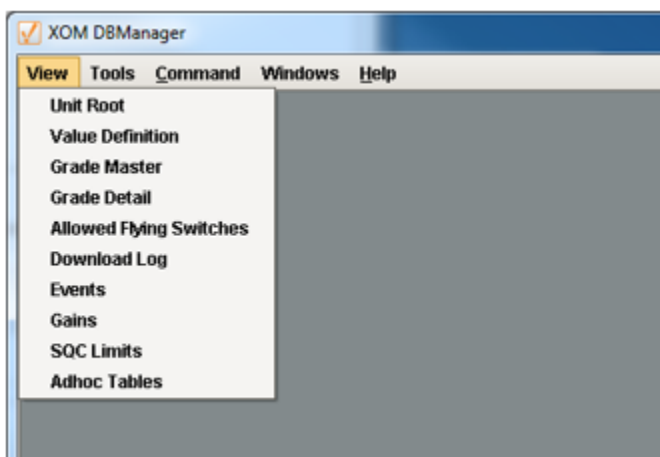 XOM DBManager
View Tools Command Windows Help
Unit Root
Value Definition
Grade Master
Grade Detail
Allowed Flying Switches
Download Log
Events
Gains
SQC Limits
Adhoc Tables